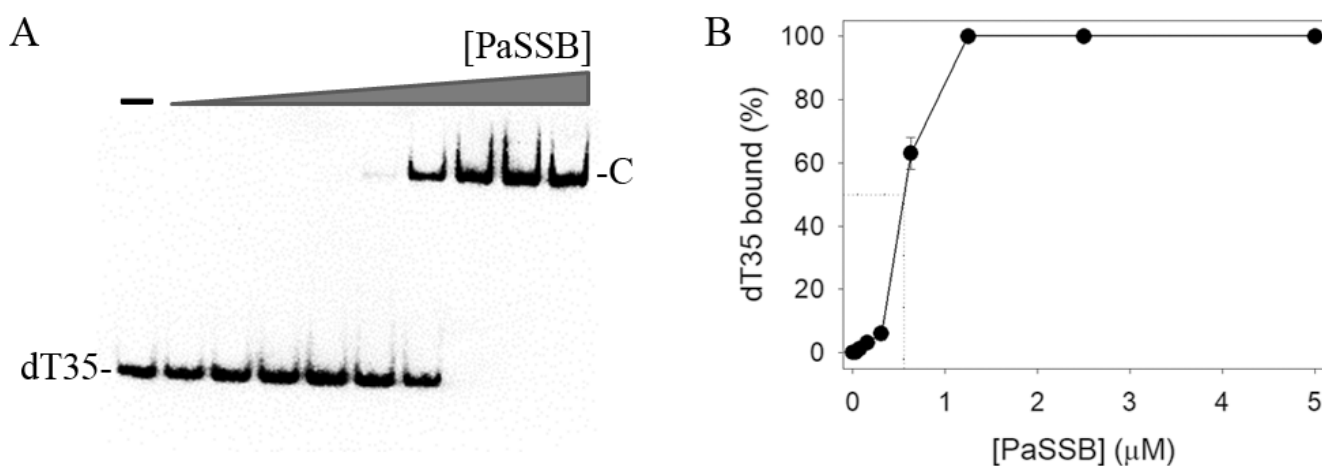 A
[PaSSB]
-C
dT35-
B
dT35 bound (%)
100
80
60
40
20
0
0 1 2 3 4 5
[PaSSB] (μM)